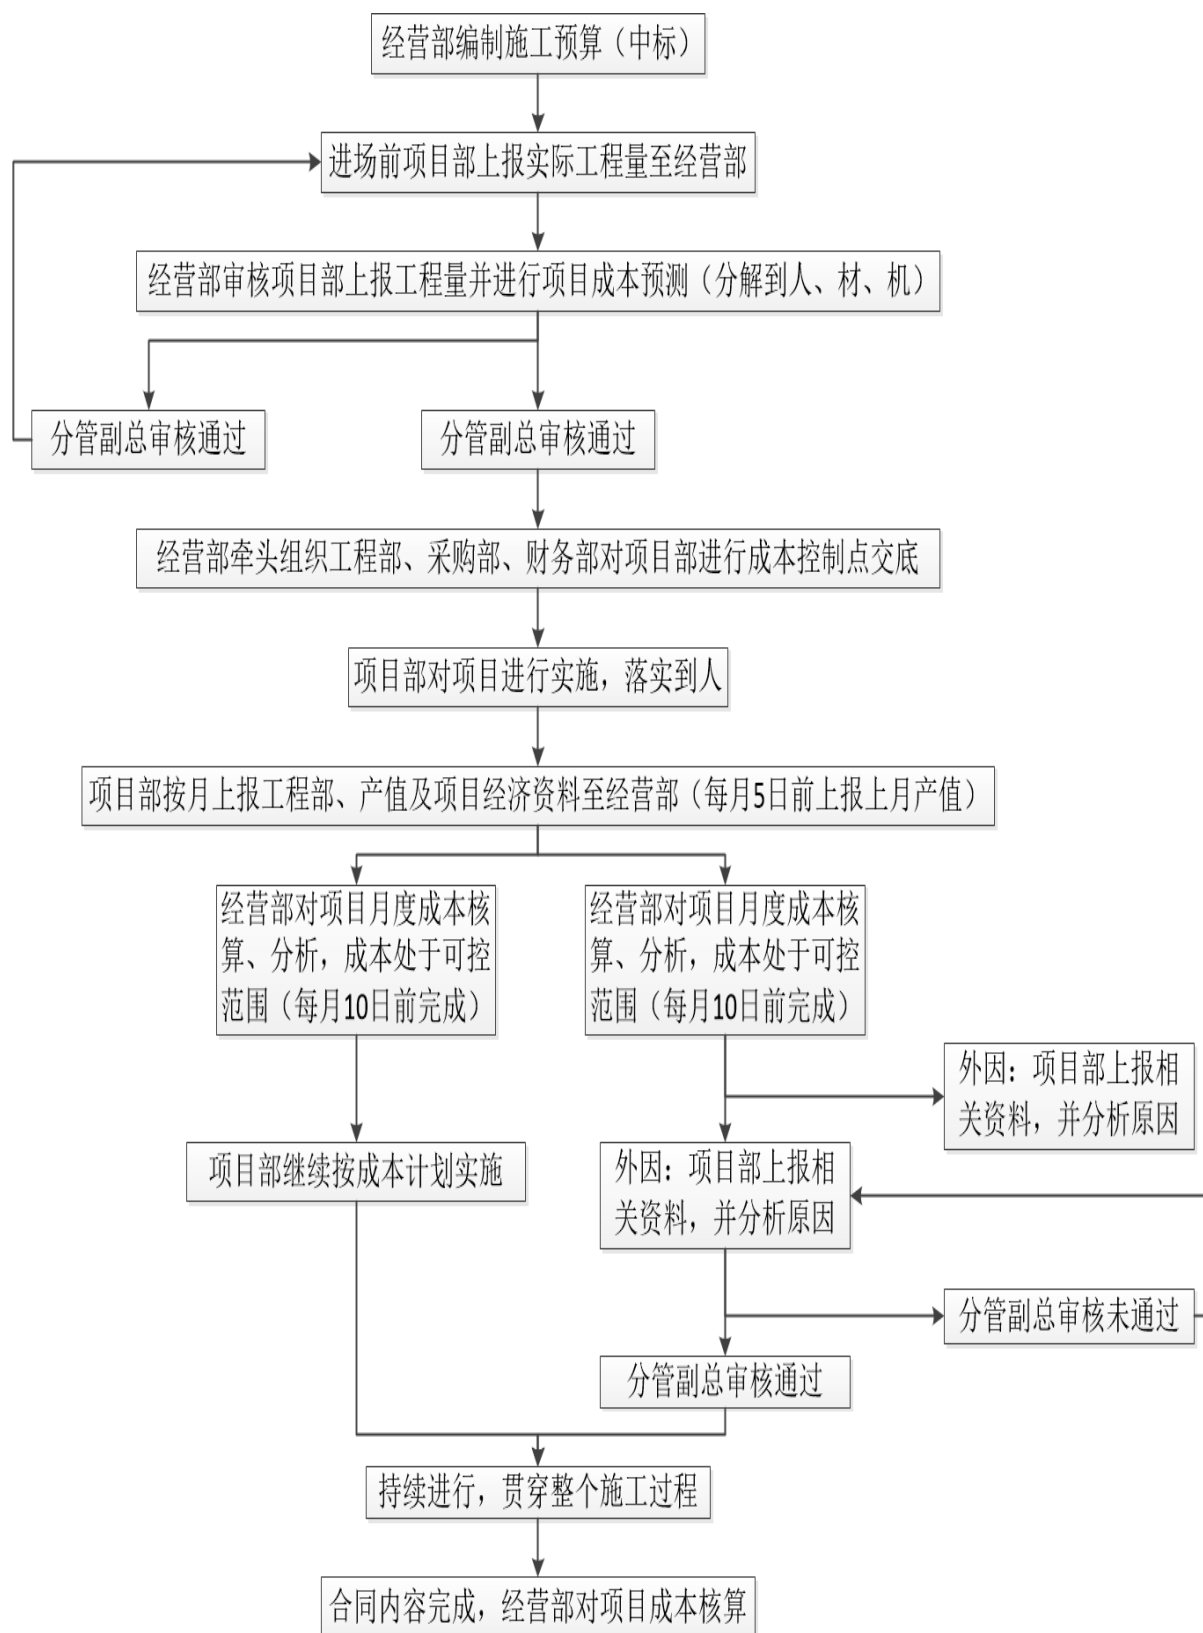 经营部编制施工预算（中标）
进场前项目部上报实际工程量至经营部
经营部审核项目部上报工程量并进行项目成本预测（分解到人、材、机）
分管副总审核通过
分管副总审核通过
经营部牵头组织工程部、采购部、财务部对项目部进行成本控制点交底
项目部对项目进行实施，落实到人
项目部按月上报工程部、产值及项目经济资料至经营部（每月5日前上报上月产值）
经营部对项目月度成本核
算、分析，成本处于可控
范围（每月10日前完成）
经营部对项目月度成本核
算、分析，成本处于可控
范围（每月10日前完成）
外因：项目部上报相
关资料，并分析原因
项目部继续按成本计划实施
外因：项目部上报相
关资料，并分析原因
分管副总审核未通过
分管副总审核通过
持续进行，贯穿整个施工过程
合同内容完成，经营部对项目成本核算